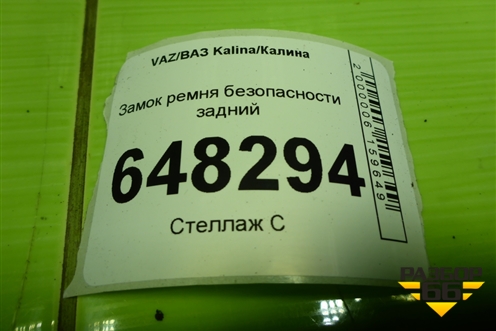 VAZ/ВАЗ Kalina/Калина
Замок ремня безопасности
задний
648294
Стеллаж С
2000006159649
РАЗБОР
66